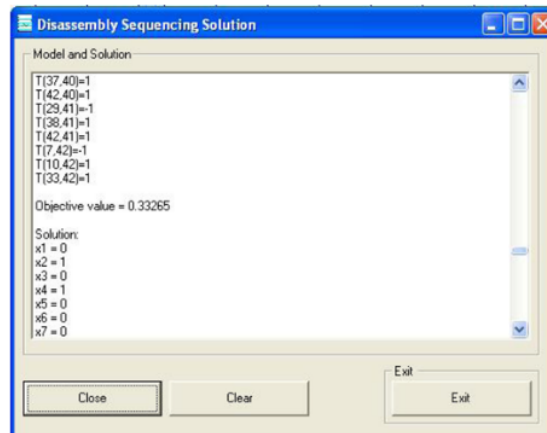 Disassembly Sequencing Solution
Model and Solution
T(37,40)=1
T(42,40)=1
T(29,41)=-1
T(38,41)=1
T(42,41)=1
T(7,42)=-1
T(10,42)=1
T(33,42)=1
Objective value = 0.33265
Solution:
x1 = 0
x2 = 1
x3 = 0
x4 = 1
x5 = 0
x6 = 0
x7 = 0
Exit
Close
Clear
Exit